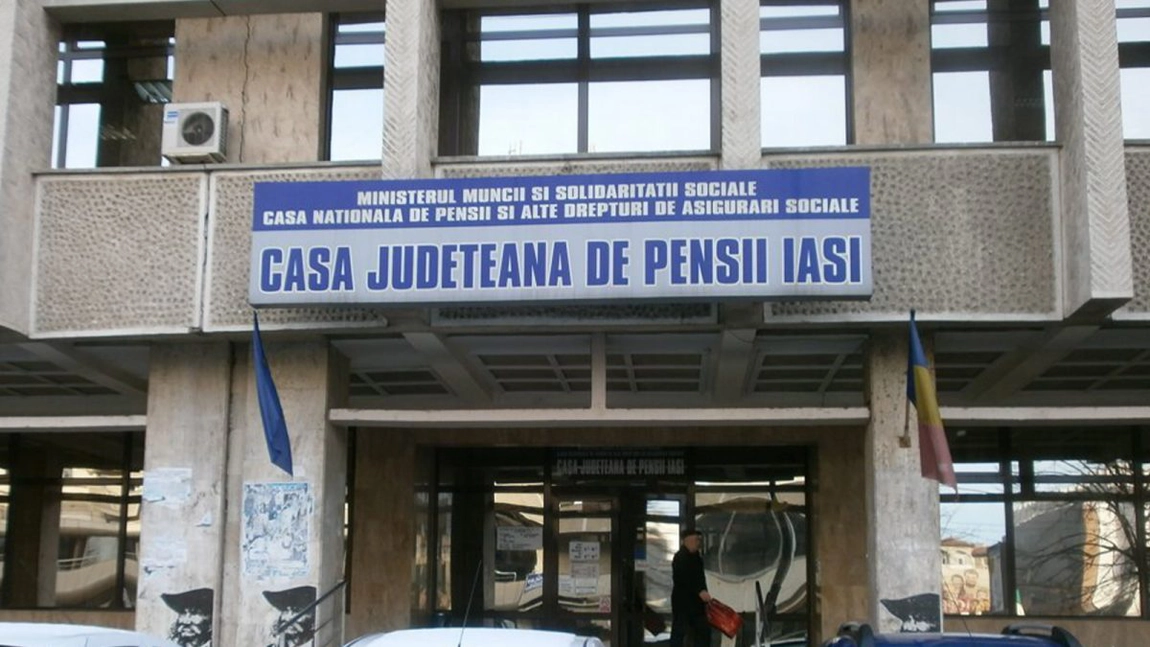 MINISTERUL MUNCII SI SOLIDARITATII SOCIALE
CASA NATIONALA DE PENSII SI ALTE DREPTURI DE ASIGURARI SOCIALE
CASA JUDETEANA DE PENSII IASI
CASA JUDETEANA DE PENSII IASI